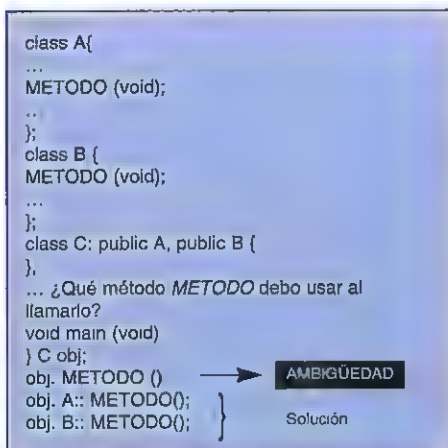 class A{
...
METODO (void);
..
};
class B {
METODO (void);
...
};
class C: public A, public B {
},
... ¿Qué método METODO debo usar al
llamarlo?
void main (void)
} C obj;
obj. METODO () AMBIGÜEDAD
obj. A:: METODO();
obj. B:: METODO(); } Solución